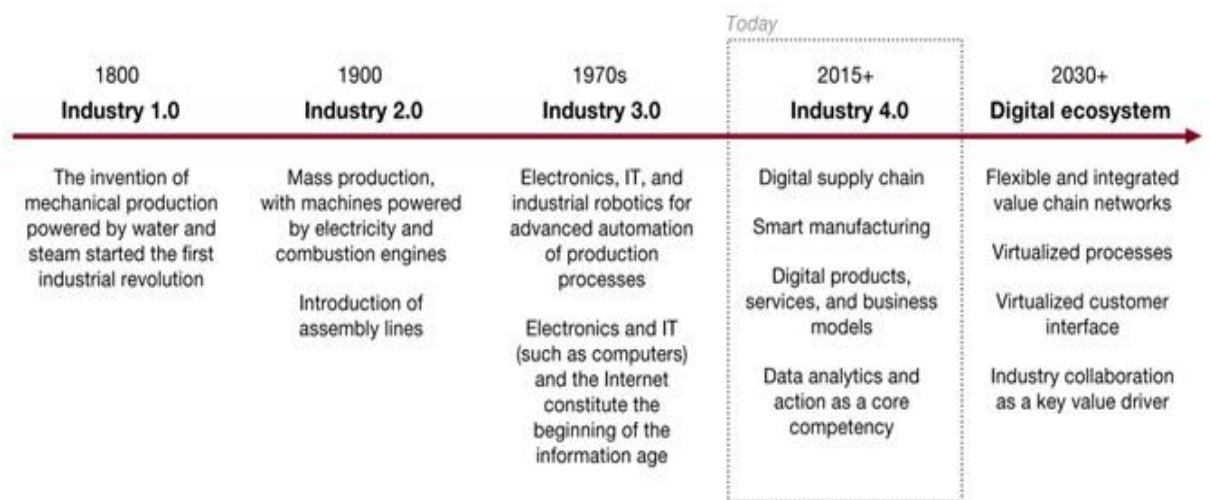 Today
1800
Industry 1.0
The invention of
mechanical production
powered by water and
steam started the first
industrial revolution
1900
Industry 2.0
Mass production,
with machines powered
by electricity and
combustion engines
Introduction of
assembly lines
1970s
Industry 3.0
Electronics, IT, and
industrial robotics for
advanced automation
of production
processes
Electronics and IT
(such as computers)
and the Internet
constitute the
beginning of the
information age
2015+
Industry 4.0
Digital supply chain
Smart manufacturing
Digital products,
services, and business
models
Data analytics and
action as a core
competency
2030+
Digital ecosystem
Flexible and integrated
value chain networks
Virtualized processes
Virtualized customer
interface
Industry collaboration
as a key value driver